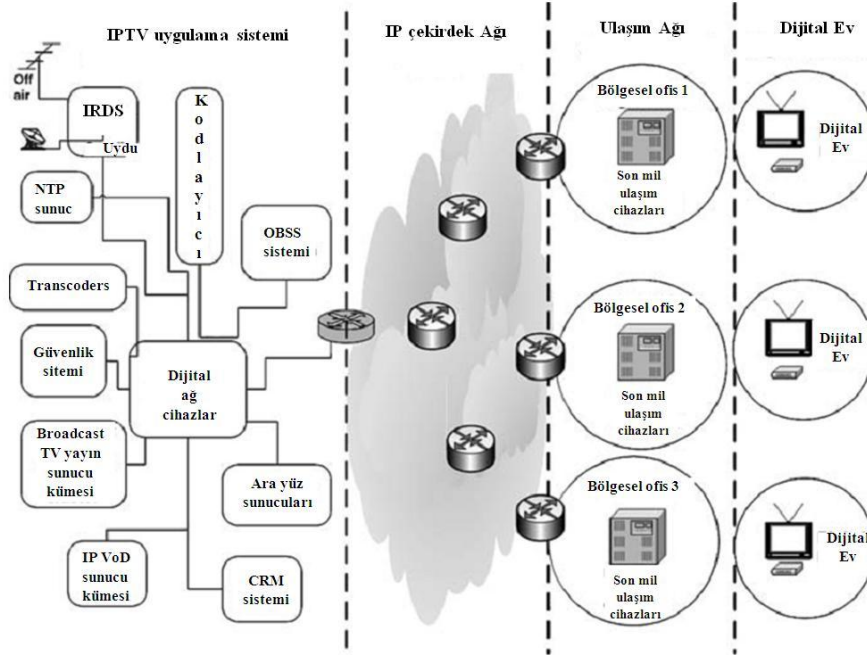 IPTV uygulama sistemi
IP çekirdek Ağı
Ulaşım Ağı
Dijital Ev
Off
air
IRDS
Uydu
K
o
d
l
a
y
ı
c
ı
NTP
sunuc
OBSS
sistemi
Transcoders
Güvenlik
sitemi
Dijital
ağ
cihazlar
Broadcast
TV yayın
sunucu
kümesi
Ara yüz
sunucuları
IP VoD
sunucu
kümesi
CRM
sistemi
Bölgesel ofis 1
Son mil
ulaşım
cihazları
Dijital
Ev
Bölgesel ofis 2
Son mil
ulaşım
cihazları
Dijital
Ev
Bölgesel ofis 3
Son mil
ulaşım
cihazları
Dijital
Ev